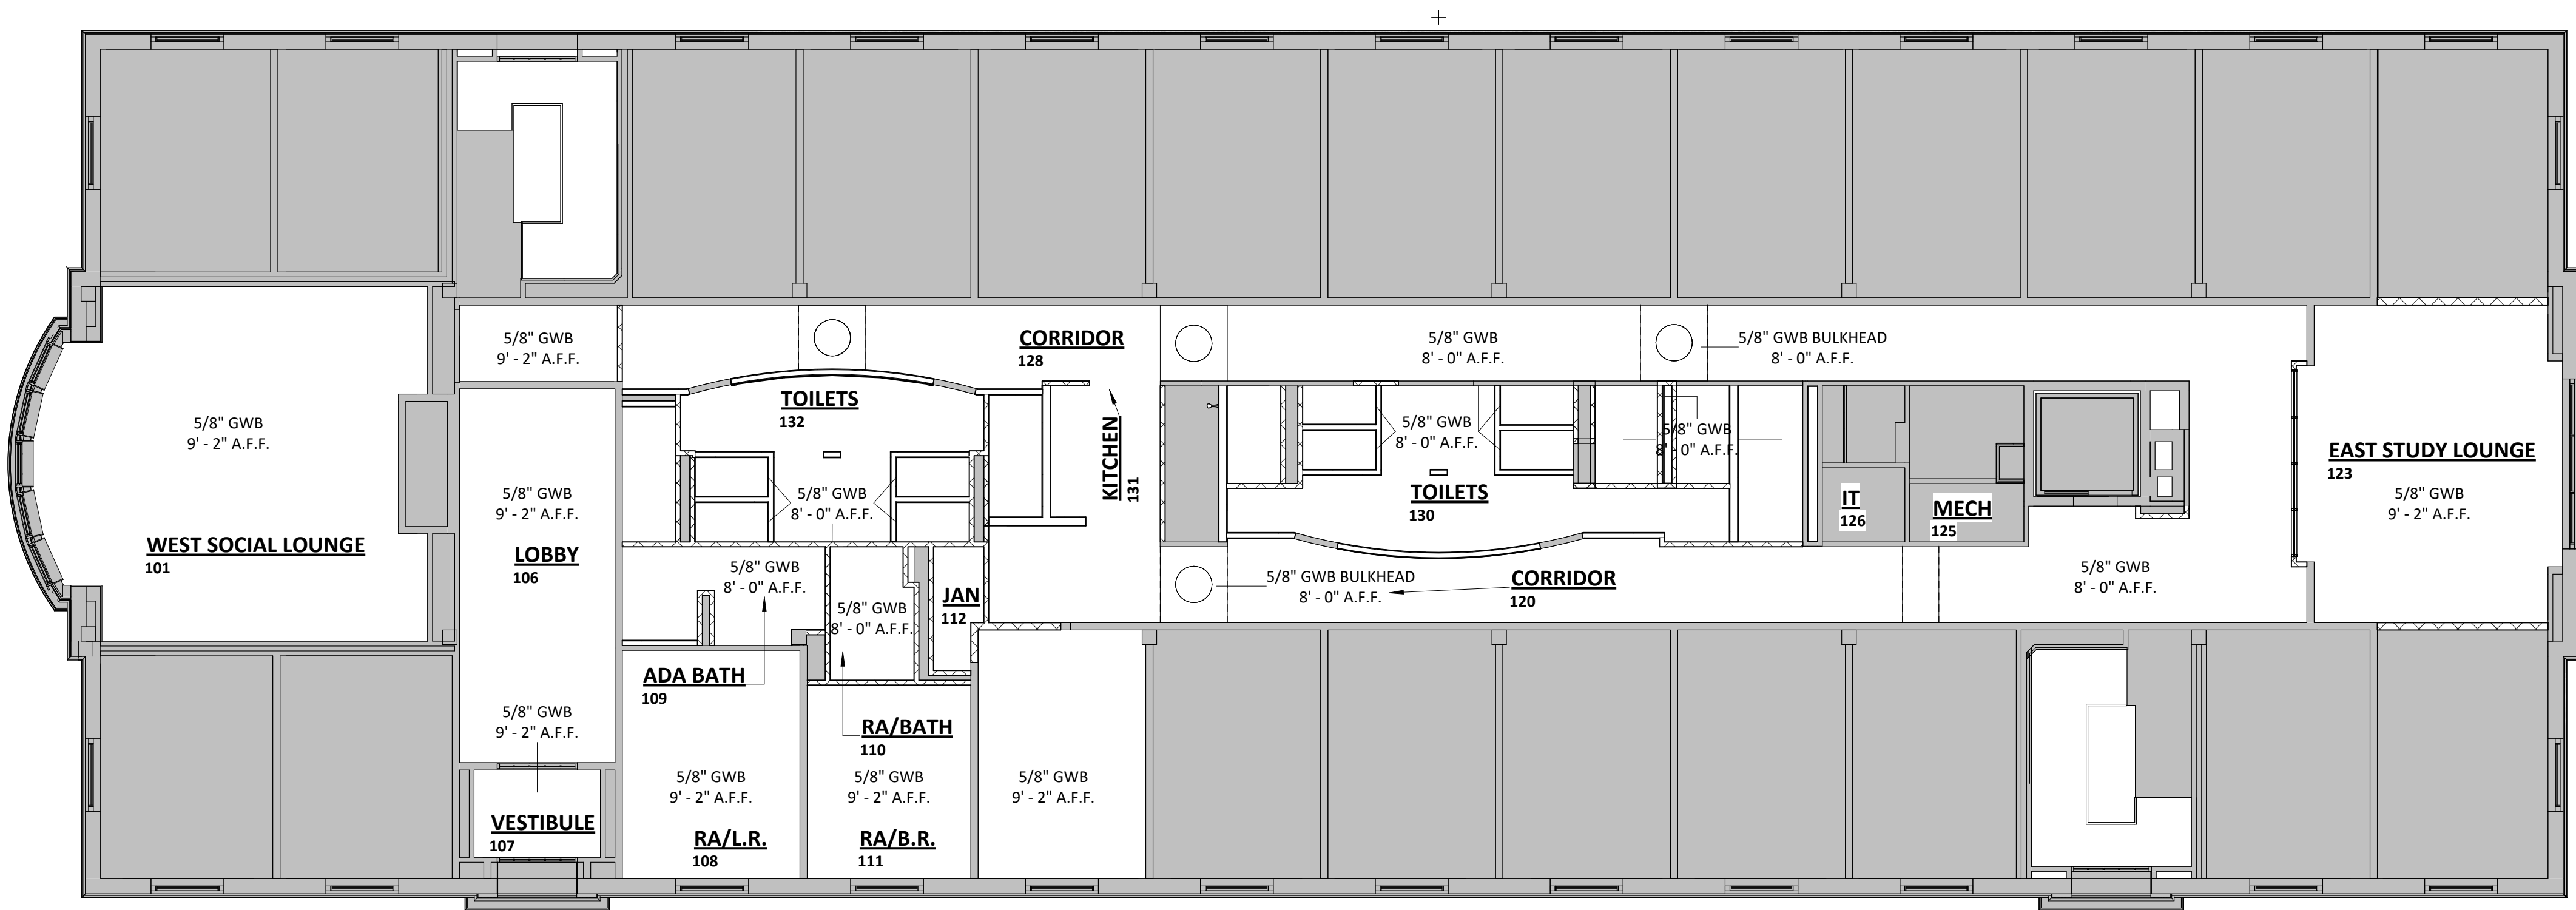 5/8" GWB
9' - 2" A.F.F.
CORRIDOR
128
5/8" GWB
8' - 0" A.F.F.
5/8" GWB BULKHEAD
8' - 0" A.F.F.
5/8" GWB
9' - 2" A.F.F.
WEST SOCIAL LOUNGE
101
5/8" GWB
9' - 2" A.F.F.
LOBBY
106
5/8" GWB
9' - 2" A.F.F.
VESTIBULE
107
TOILETS
132
5/8" GWB
8' - 0" A.F.F.
KITCHEN
131
5/8" GWB
8' - 0" A.F.F.
TOILETS
130
5/8" GWB
8' - 0" A.F.F.
IT
126
MECH
125
EAST STUDY LOUNGE
123
5/8" GWB
9' - 2" A.F.F.
5/8" GWB
8' - 0" A.F.F.
ADA BATH
109
5/8" GWB
8' - 0" A.F.F.
JAN
112
5/8" GWB BULKHEAD
8' - 0" A.F.F.
CORRIDOR
120
5/8" GWB
8' - 0" A.F.F.
RA/BATH
110
5/8" GWB
9' - 2" A.F.F.
RA/L.R.
108
5/8" GWB
9' - 2" A.F.F.
RA/B.R.
111
5/8" GWB
9' - 2" A.F.F.